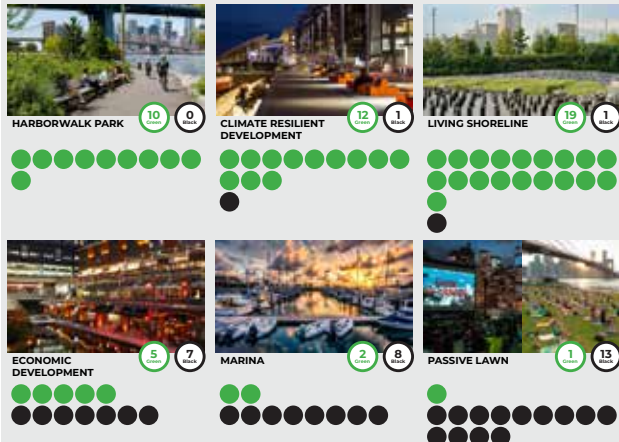 HARBORWALK PARK
10
Green
0
Black
CLIMATE RESILIENT
DEVELOPMENT
12
Green
1
Black
LIVING SHORELINE
19
Green
1
Black
ECONOMIC
DEVELOPMENT
5
Green
7
Black
MARINA
2
Green
8
Black
PASSIVE LAWN
1
Green
13
Black